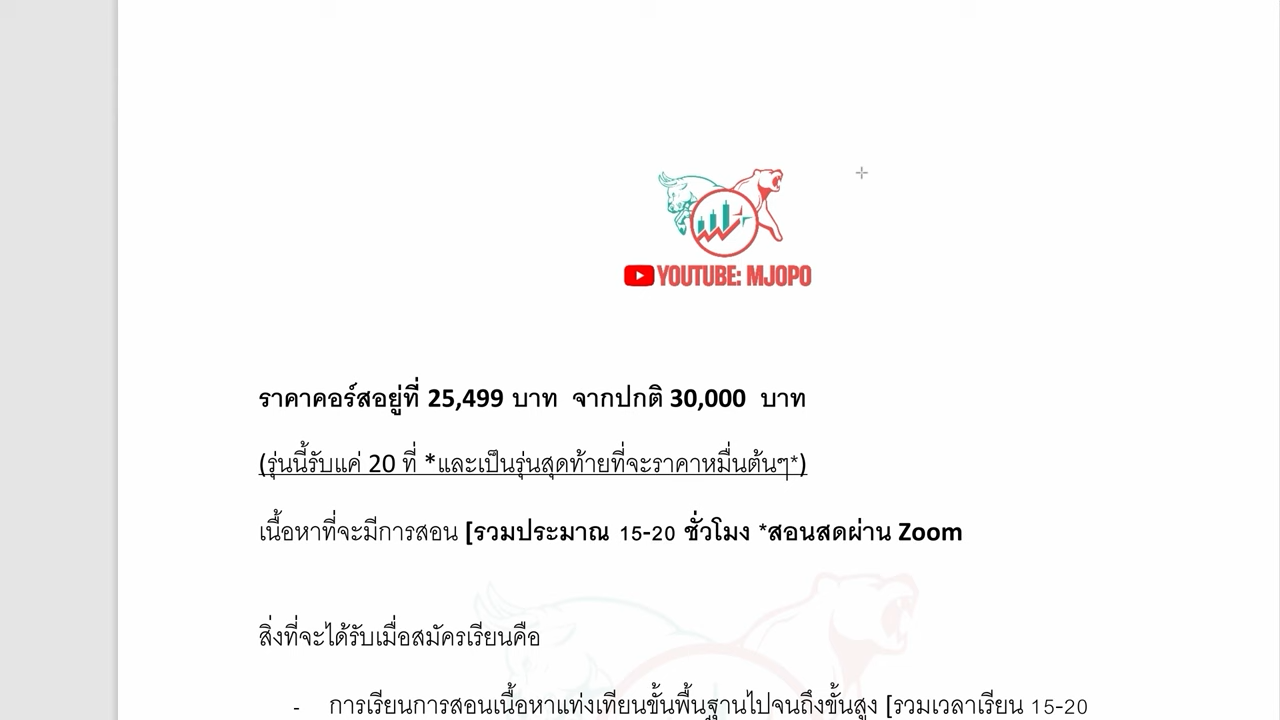 YOUTUBE: MJOPO
ราคาคอร์สอยู่ที่ 25,499 บาท จากปกติ 30,000 บาท
(รุ่นนี้รับแค่ 20 ที่ *และเป็นรุ่นสุดท้ายที่จะราคาหมื่นต้นๆ*)
เนื้อหาที่จะมีการสอน [รวมประมาณ 15-20 ชั่วโมง *สอนสดผ่าน Zoom
สิ่งที่จะได้รับเมื่อสมัครเรียนคือ
- การเรียนการสอนเนื้อหาแท่งเทียนขั้นพื้นฐานไปจนถึงขั้นสูง [รวมเวลาเรียน 15-20